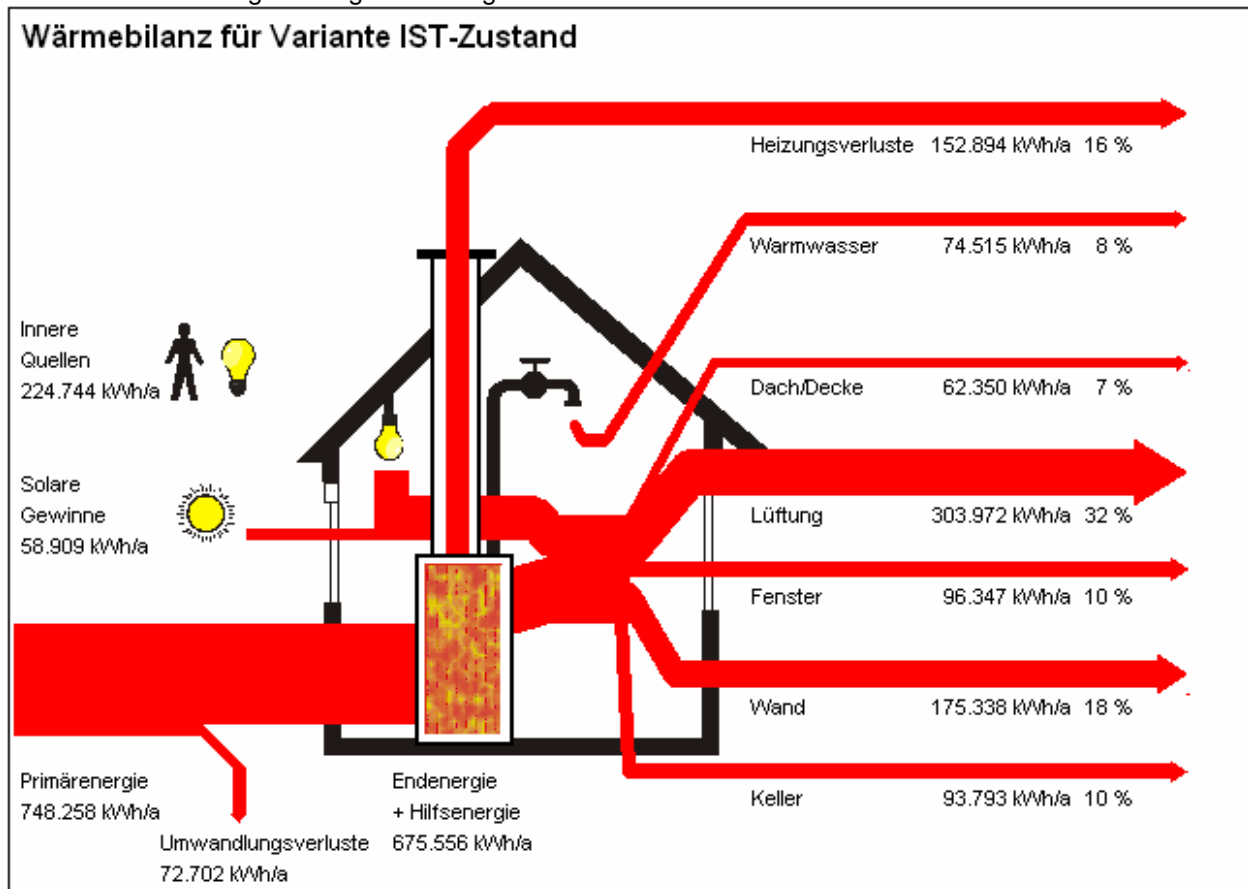 Wärmebilanz für Variante IST-Zustand
Heizungsverluste 152.894 kWh/a 16 %
Warmwasser 74.515 kWh/a 8 %
Innere
Quellen
224.744 kWh/a
Dach/Decke 62.350 kWh/a 7 %
Solare
Gewinne
58.909 kWh/a
Lüftung 303.972 kWh/a 32 %
Fenster 96.347 kWh/a 10 %
Wand 175.338 kWh/a 18 %
Keller 93.793 kWh/a 10 %
Primärenergie
748.258 kWh/a
Umwandlungsverluste
72.702 kWh/a
Endenergie
+ Hilfsenergie
675.556 kWh/a